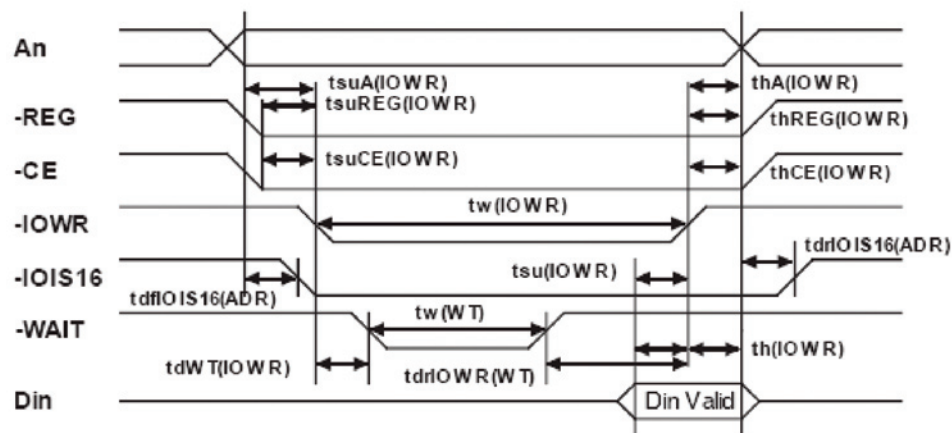 An
tsuA(IOWR)
thA(IOWR)
tsuREG(IOWR)
-REG
thREG(IOWR)
tsuCE(IOWR)
-CE
thCE(IOWR)
tw(IOWR)
-IOWR
tdrIOIS16(ADR)
tsu(IOWR)
-IOIS16
tdfIOIS16(ADR)
tw(WT)
-WAIT
th(IOWR)
tdWT(IOWR)
tdrIOWR(WT)
Din
Din Valid